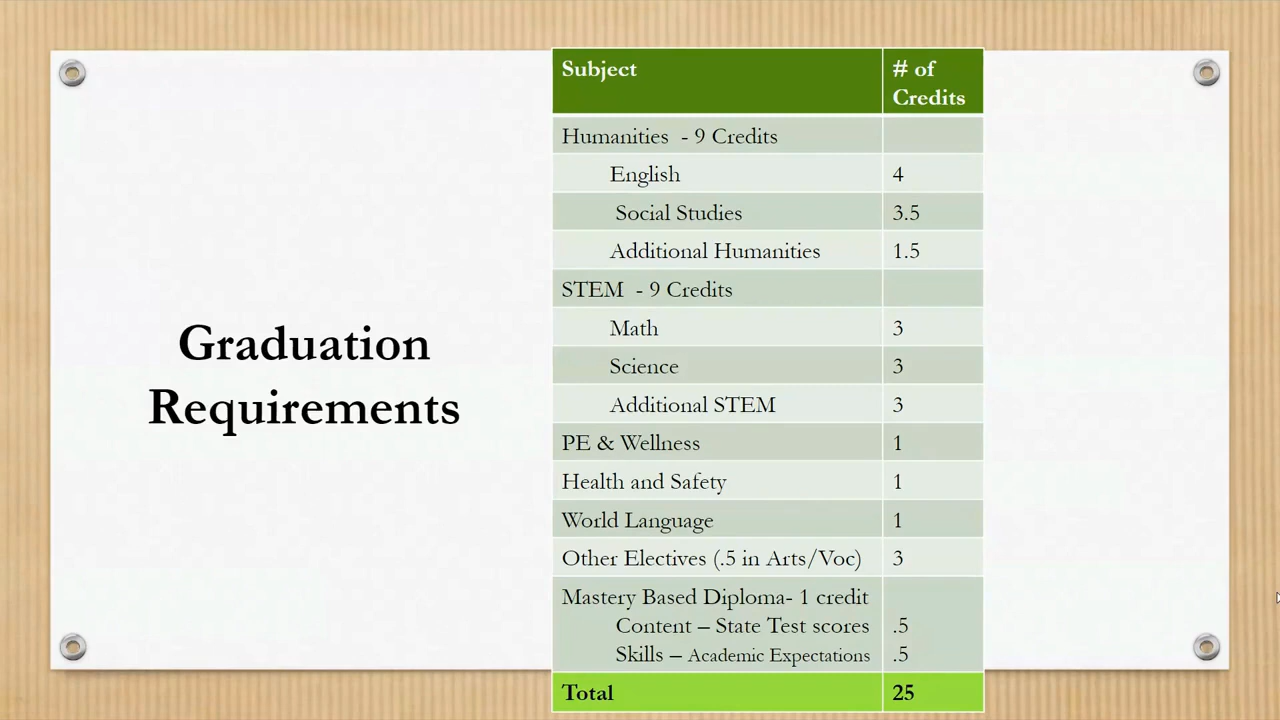 Graduation
Requirements
Subject # of
Credits
Humanities - 9 Credits
English 4
Social Studies 3.5
Additional Humanities 1.5
STEM - 9 Credits
Math 3
Science 3
Additional STEM 3
PE & Wellness 1
Health and Safety 1
World Language 1
Other Electives (.5 in Arts/Voc) 3
Mastery Based Diploma- 1 credit
Content – State Test scores .5
Skills – Academic Expectations .5
Total 25